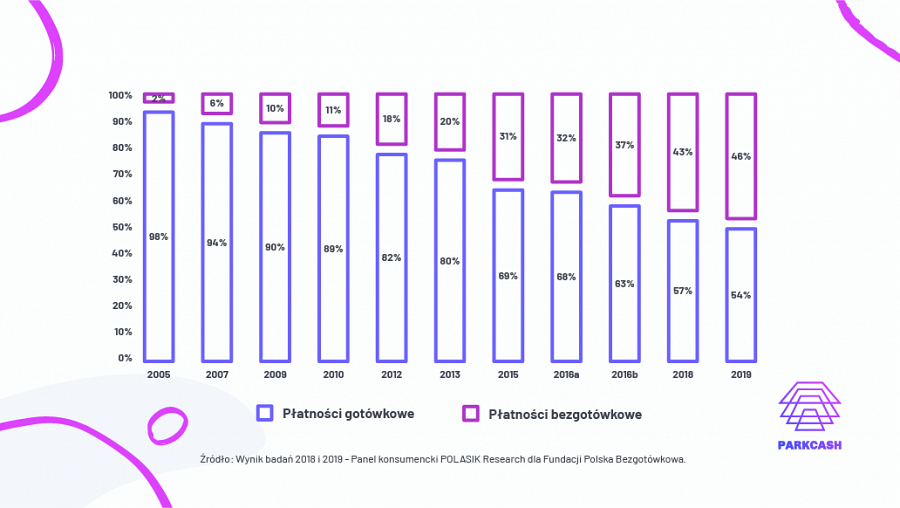 100%
90%
80%
70%
60%
50%
40%
30%
20%
10%
0%
2% 6% 10% 11% 18% 20% 31% 32% 37% 43% 46%
98% 94% 90% 89% 82% 80% 69% 68% 63% 57% 54%
2005 2007 2009 2010 2012 2013 2015 2016a 2016b 2018 2019
Płatności gotówkowe Płatności bezgotówkowe
PARKCASH
Źródło: Wynik badań 2018 i 2019 - Panel konsumencki POLASIK Research dla Fundacji Polska Bezgotówkowa.